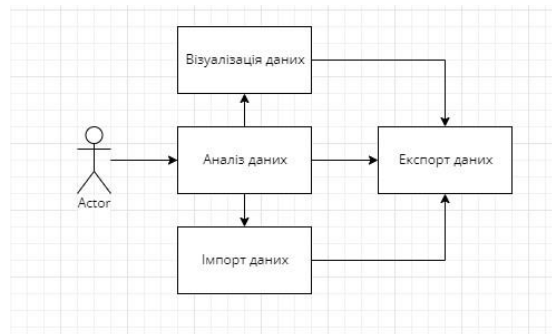 Візуалізація даних
Аналіз даних
Експорт даних
Actor
Імпорт даних